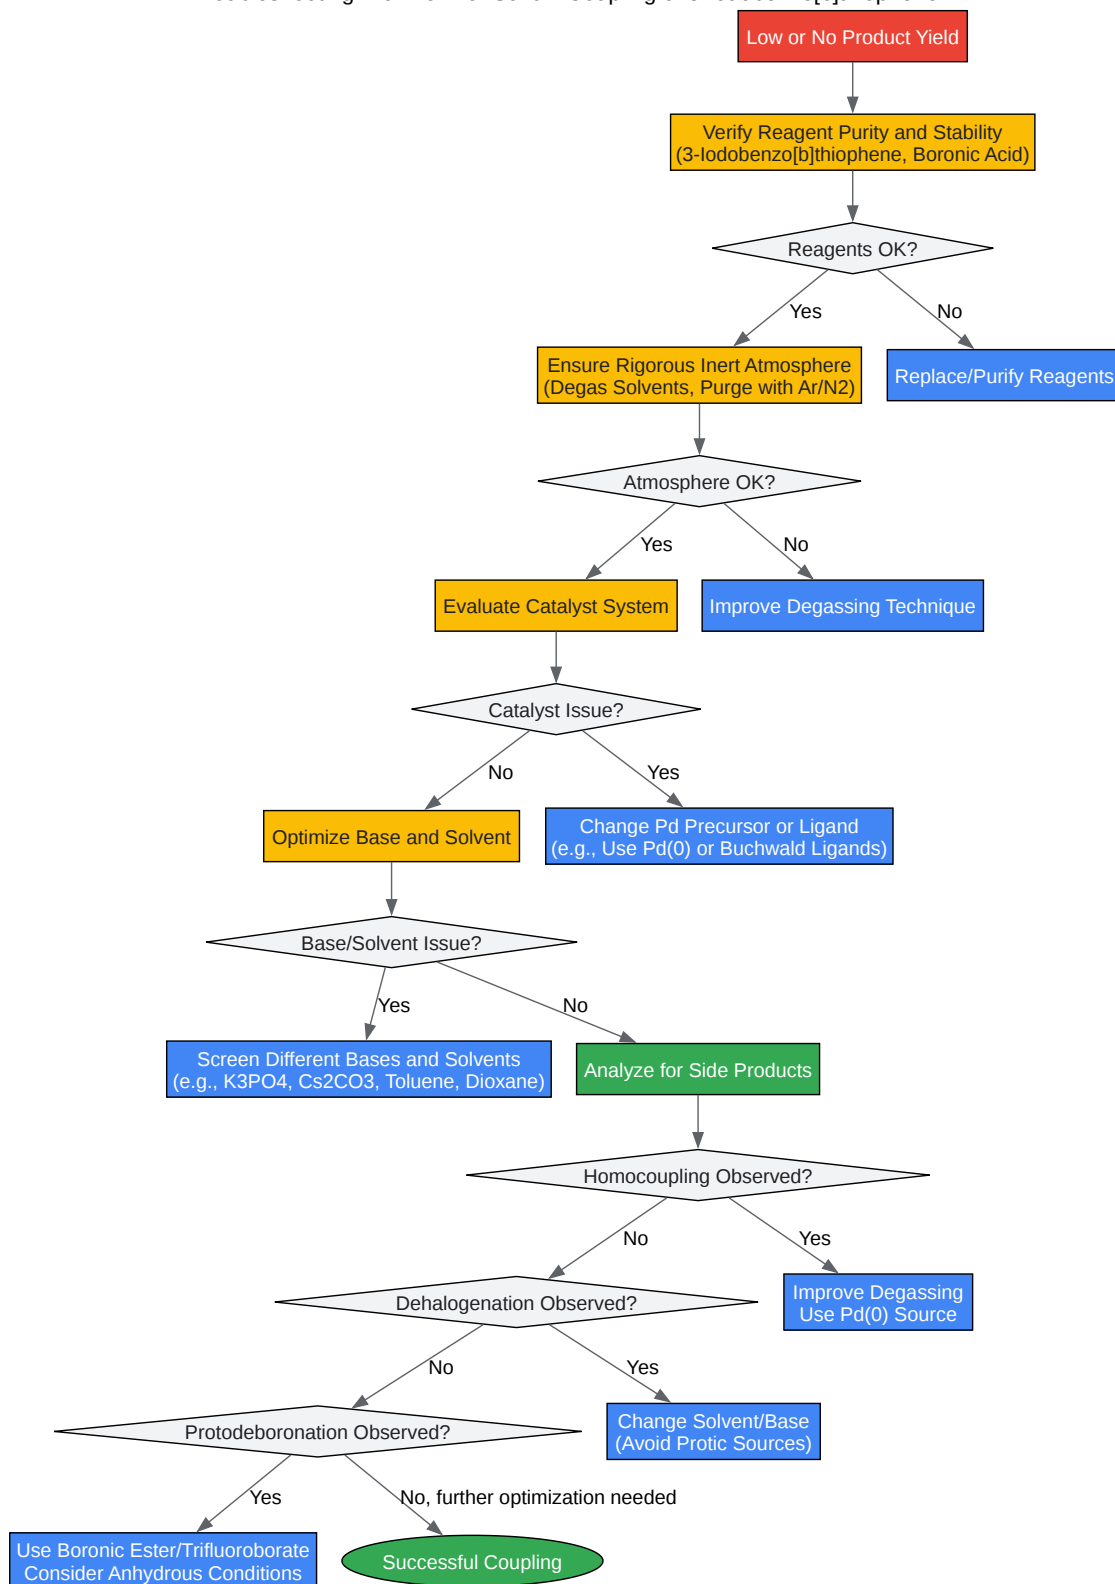 Low or No Product Yield
Verify Reagent Purity and Stability
(3-Iodobenzo[b]thiophene, Boronic Acid)
Reagents OK?
Yes
No
Ensure Rigorous Inert Atmosphere
(Degas Solvents, Purge with Ar/N2)
Replace/Purify Reagents
Atmosphere OK?
Yes
No
Evaluate Catalyst System
Improve Degassing Technique
Catalyst Issue?
No
Yes
Optimize Base and Solvent
Change Pd Precursor or Ligand
(e.g., Use Pd(0) or Buchwald Ligands)
Base/Solvent Issue?
Yes
No
Screen Different Bases and Solvents
(e.g., K3PO4, Cs2CO3, Toluene, Dioxane)
Analyze for Side Products
Homocoupling Observed?
No
Yes
Improve Degassing
Use Pd(0) Source
Dehalogenation Observed?
No
Yes
Change Solvent/Base
(Avoid Protic Sources)
Protodeboronation Observed?
Yes
No, further optimization needed
Use Boronic Ester/Trifluoroborate
Consider Anhydrous Conditions
Successful Coupling